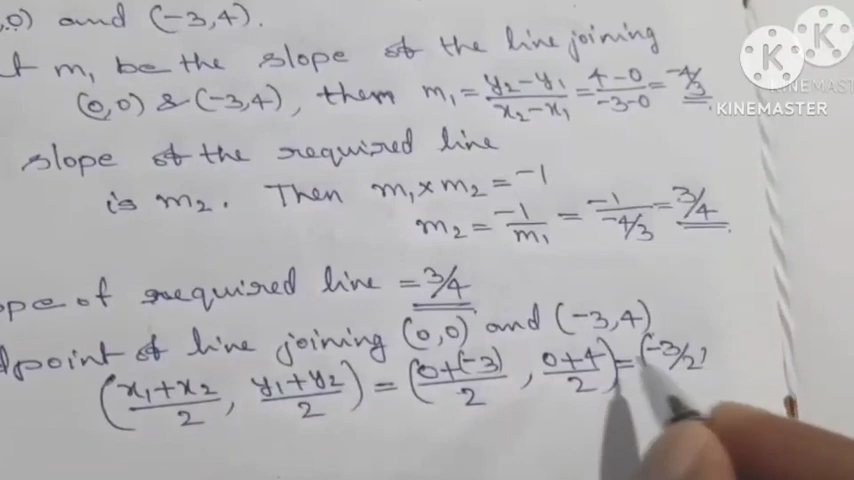 ,0) and (-3,4).
t m₁ be the slope of the line joining
(0,0) & (-3,4), then m₁ = (y₂-y₁)/(x₂-x₁) = (4-0)/(-3-0) = -4/3
slope of the required line
is m₂. Then m₁ x m₂ = -1
m₂ = -1/m₁ = -1/(-4/3) = 3/4
ope of required line = 3/4
dpoint of line joining (0,0) and (-3,4)
((x₁+x₂)/2, (y₁+y₂)/2) = ((0+(-3))/2, (0+4)/2) = (-3/2,
KINEMASTER
KINEMASTER